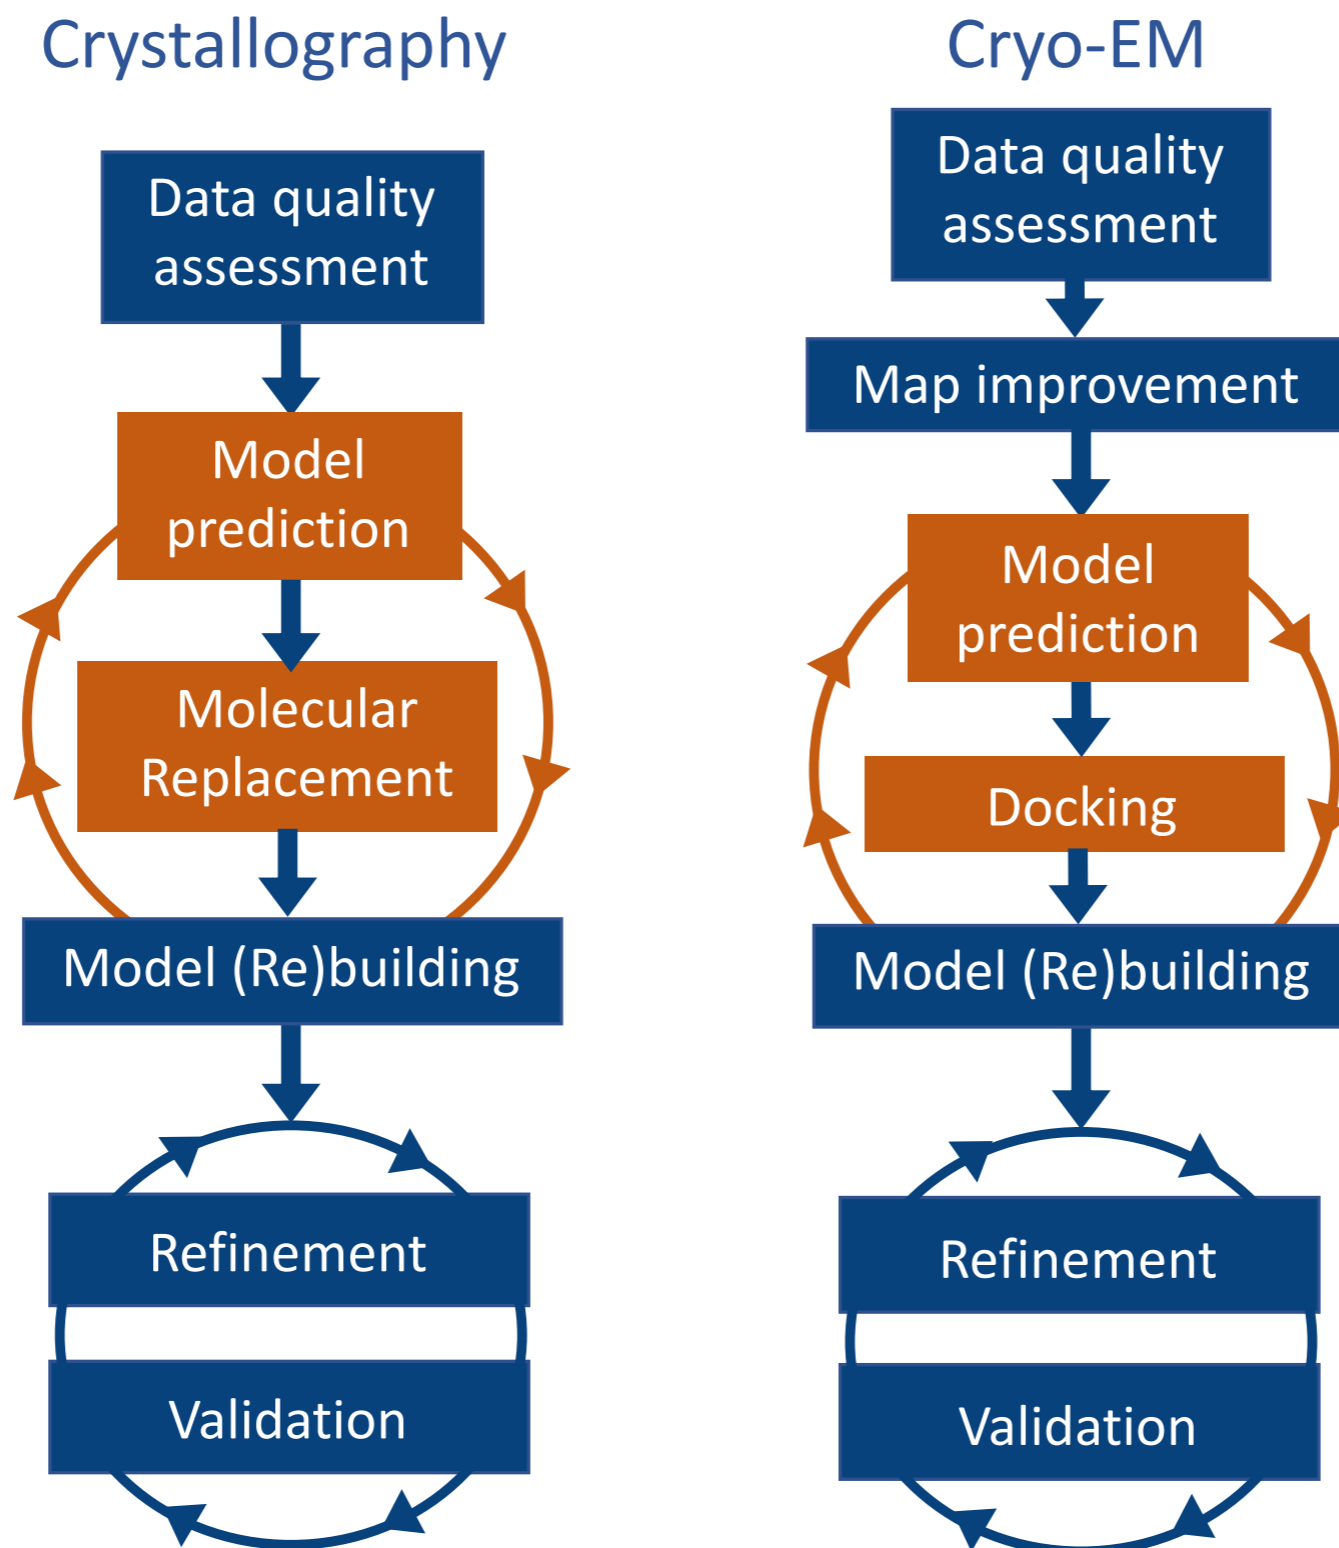 Crystallography
Data quality
assessment
Model
prediction
Molecular
Replacement
Model (Re)building
Refinement
Validation
Cryo-EM
Data quality
assessment
Map improvement
Model
prediction
Docking
Model (Re)building
Refinement
Validation